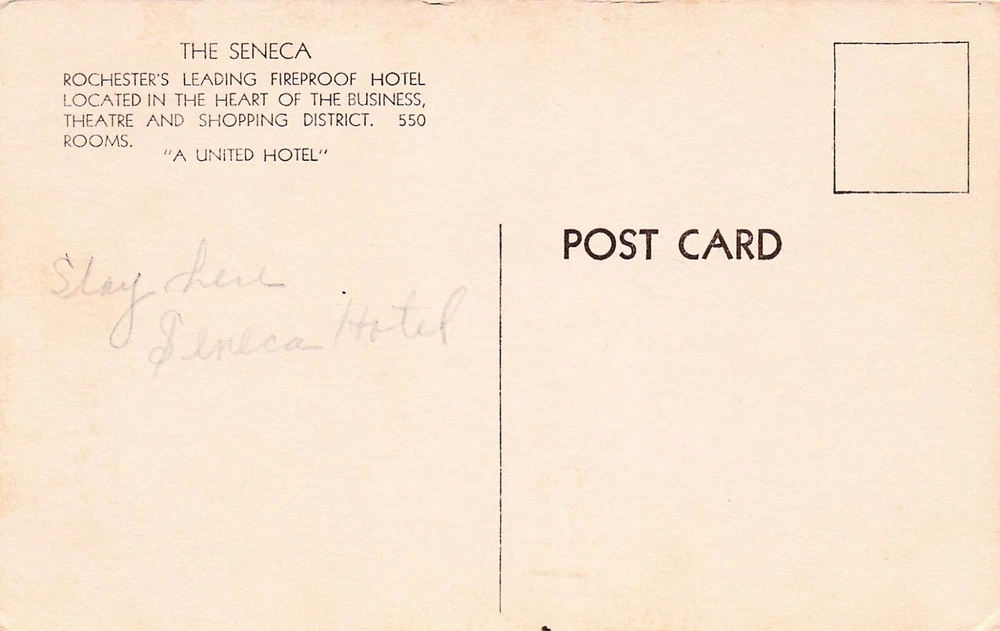 THE SENECA
ROCHESTER'S LEADING FIREPROOF HOTEL
LOCATED IN THE HEART OF THE BUSINESS,
THEATRE AND SHOPPING DISTRICT. 550
ROOMS.
"A UNITED HOTEL"
Stay here
Seneca Hotel
POST CARD